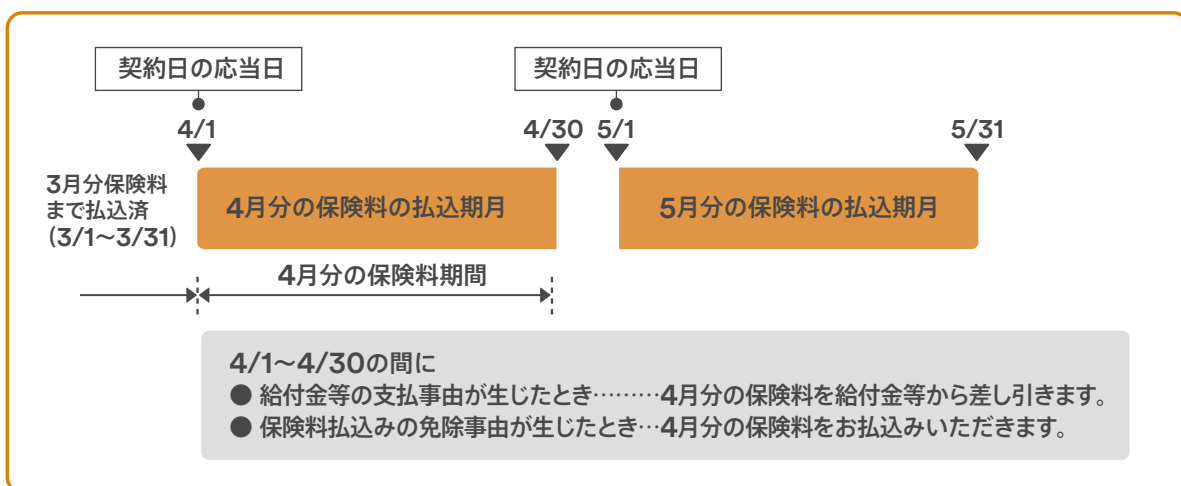 契約日の応当日 契約日の応当日
4/1 4/30 5/1 5/31
3月分保険料
まで払込済
(3/1～3/31)
4月分の保険料の払込期月 5月分の保険料の払込期月
4月分の保険料期間
4/1～4/30の間に
● 給付金等の支払事由が生じたとき………4月分の保険料を給付金等から差し引きます。
● 保険料払込みの免除事由が生じたとき…4月分の保険料をお払込みいただきます。